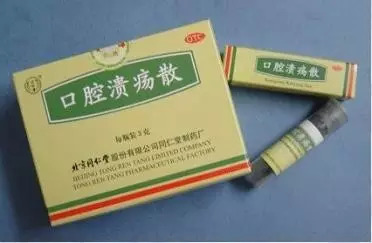 OTC
口腔溃疡散
每瓶装3克
北京同仁堂股份有限公司同仁堂制药厂
BEIJING TONG REN TANG LIMITED COMPANY
TONG REN TANG PHARMACEUTICAL FACTORY
口腔溃疡散